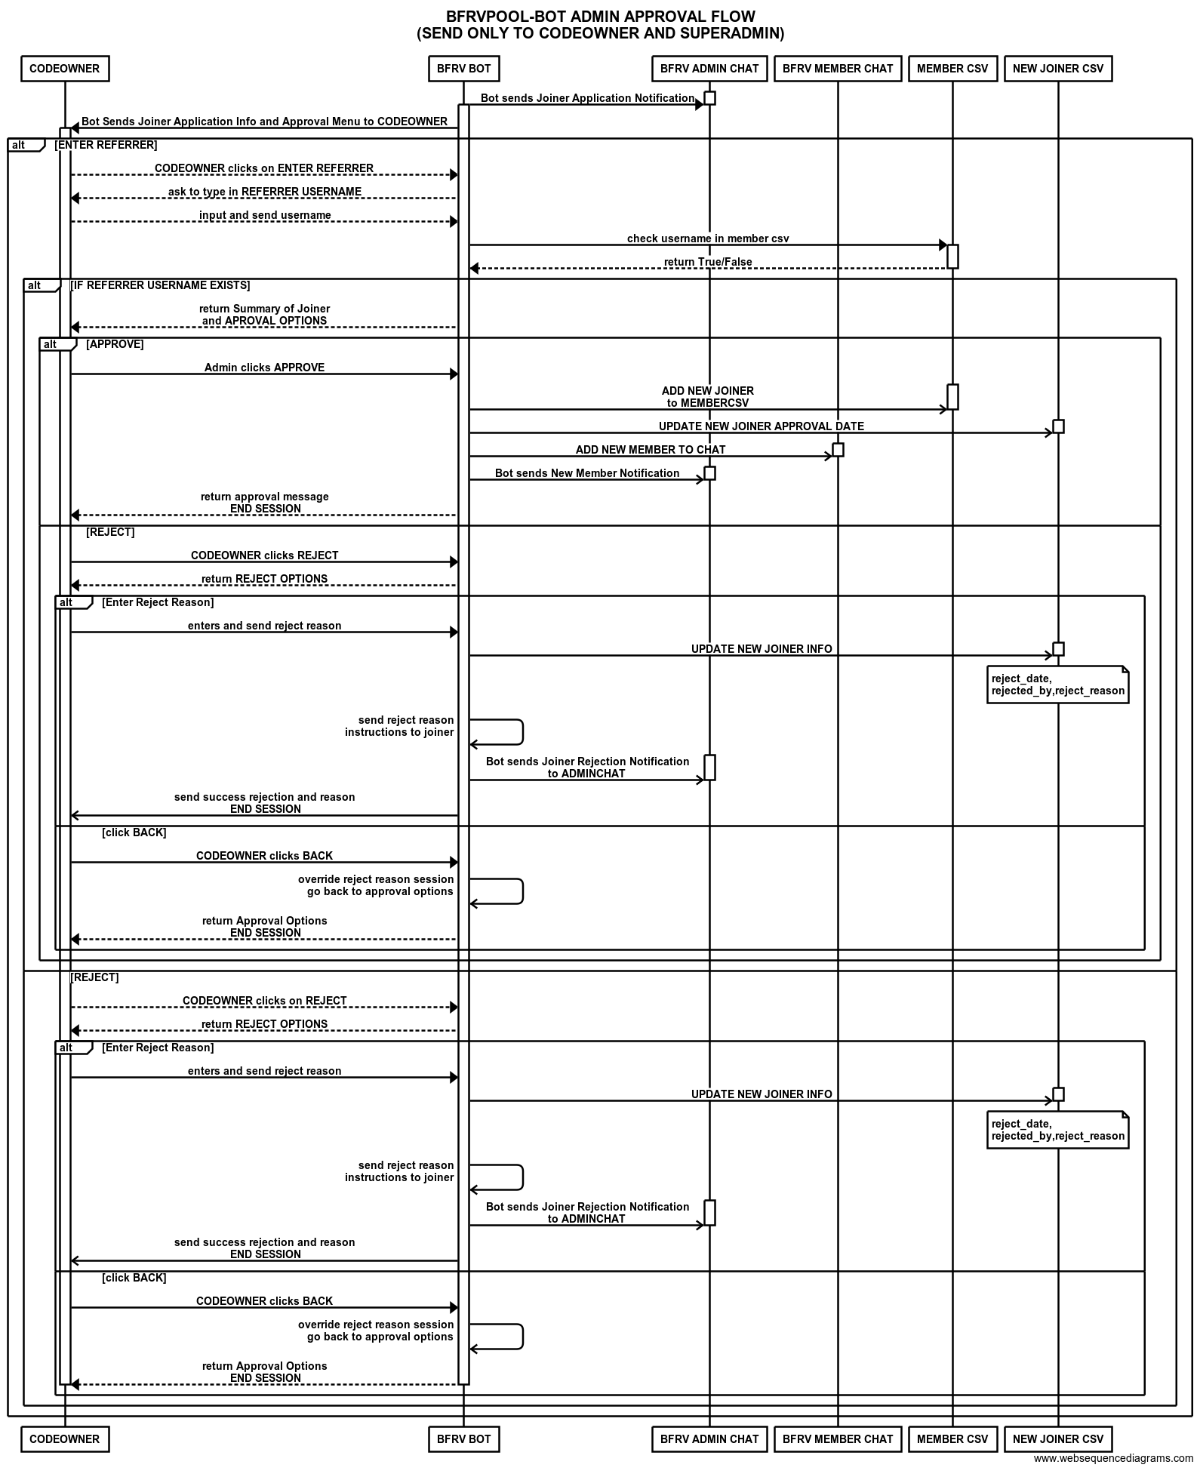 BFRVPOOL-BOT ADMIN APPROVAL FLOW
(SEND ONLY TO CODEOWNER AND SUPERADMIN)
CODEOWNER
BFRV BOT
BFRV ADMIN CHAT
BFRV MEMBER CHAT
MEMBER CSV
NEW JOINER CSV
Bot sends Joiner Application Notification
Bot Sends Joiner Application Info and Approval Menu to CODEOWNER
alt
[ENTER REFERRER]
CODEOWNER clicks on ENTER REFERRER
ask to type in REFERRER USERNAME
input and send username
check username in member csv
return True/False
alt
[IF REFERRER USERNAME EXISTS]
return Summary of Joiner
and APROVAL OPTIONS
alt
[APPROVE]
Admin clicks APPROVE
ADD NEW JOINER
to MEMBERCSV
UPDATE NEW JOINER APPROVAL DATE
ADD NEW MEMBER TO CHAT
Bot sends New Member Notification
return approval message
END SESSION
[REJECT]
CODEOWNER clicks REJECT
return REJECT OPTIONS
alt
[Enter Reject Reason]
enters and send reject reason
UPDATE NEW JOINER INFO
reject_date,
rejected_by,reject_reason
send reject reason
instructions to joiner
Bot sends Joiner Rejection Notification
to ADMINCHAT
send success rejection and reason
END SESSION
[click BACK]
CODEOWNER clicks BACK
override reject reason session
go back to approval options
return Approval Options
END SESSION
[REJECT]
CODEOWNER clicks on REJECT
return REJECT OPTIONS
alt
[Enter Reject Reason]
enters and send reject reason
UPDATE NEW JOINER INFO
reject_date,
rejected_by,reject_reason
send reject reason
instructions to joiner
Bot sends Joiner Rejection Notification
to ADMINCHAT
send success rejection and reason
END SESSION
[click BACK]
CODEOWNER clicks BACK
override reject reason session
go back to approval options
return Approval Options
END SESSION
CODEOWNER
BFRV BOT
BFRV ADMIN CHAT
BFRV MEMBER CHAT
MEMBER CSV
NEW JOINER CSV
www.websequencediagrams.com